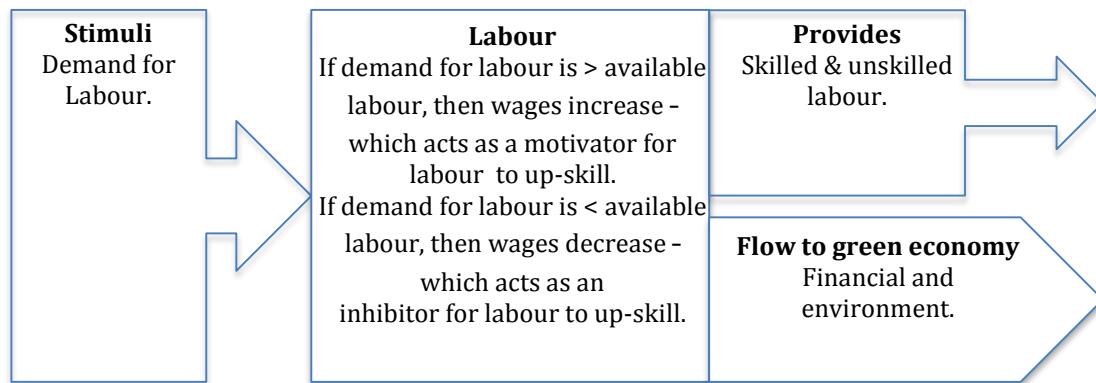 Stimuli
Demand for
Labour.
Labour
If demand for labour is > available
labour, then wages increase –
which acts as a motivator for
labour to up-skill.
If demand for labour is < available
labour, then wages decrease –
which acts as an
inhibitor for labour to up-skill.
Provides
Skilled & unskilled
labour.
Flow to green economy
Financial and
environment.